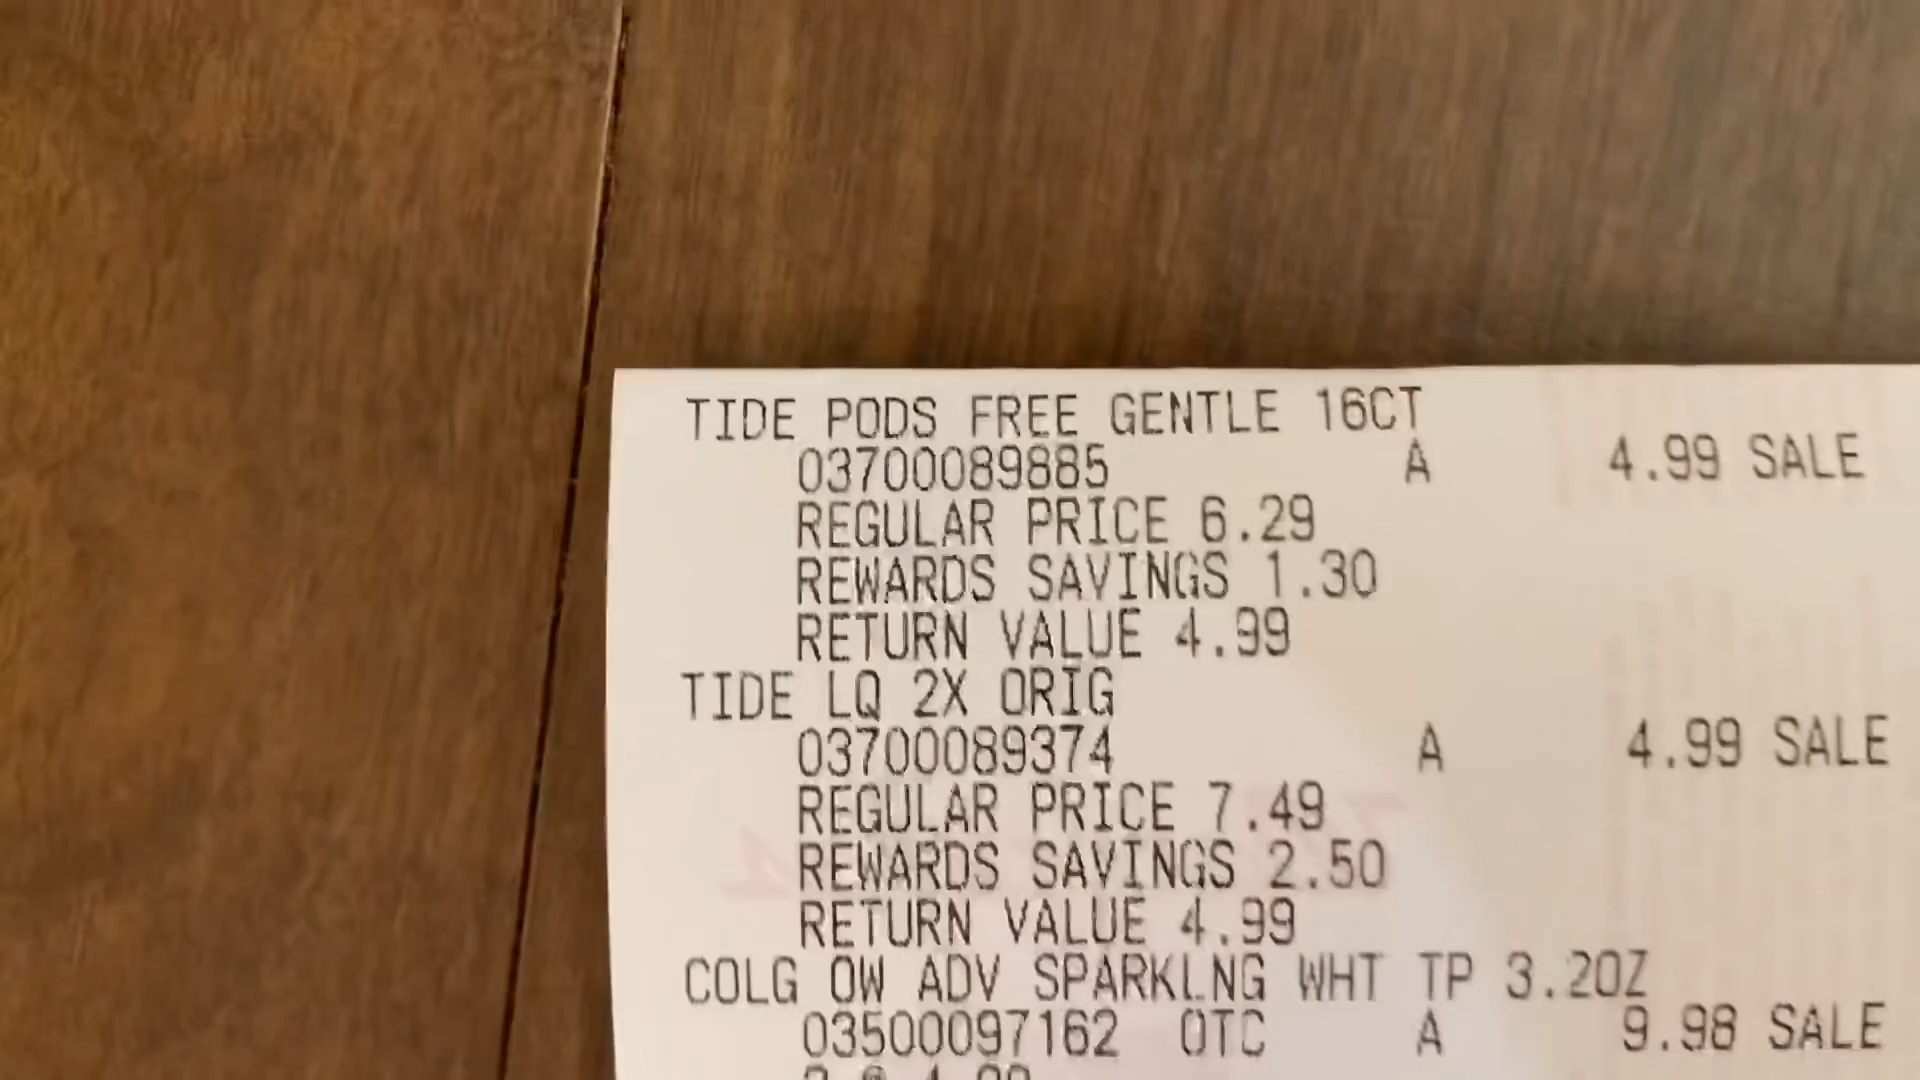 TIDE PODS FREE GENTLE 16CT
03700089885 A 4.99 SALE
REGULAR PRICE 6.29
REWARDS SAVINGS 1.30
RETURN VALUE 4.99
TIDE LQ 2X ORIG
03700089374 A 4.99 SALE
REGULAR PRICE 7.49
REWARDS SAVINGS 2.50
RETURN VALUE 4.99
COLG OW ADV SPARKLNG WHT TP 3.2OZ
03500097162 OTC A 9.98 SALE